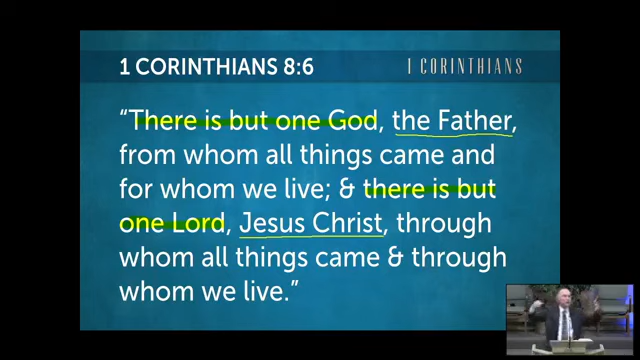 1 CORINTHIANS 8:6
1 CORINTHIANS
“There is but one God, the Father,
from whom all things came and
for whom we live; & there is but
one Lord, Jesus Christ, through
whom all things came & through
whom we live.”